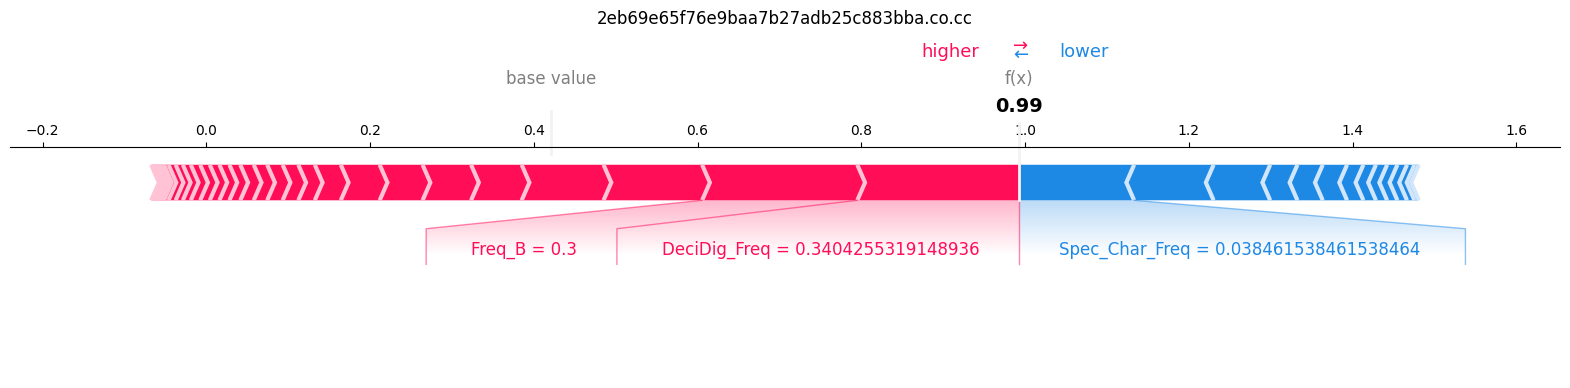 2eb69e65f76e9baa7b27adb25c883bba.co.cc
higher → ← lower
base value f(x)
0.99
−0.2 0.0 0.2 0.4 0.6 0.8 1.0 1.2 1.4 1.6
Freq_B = 0.3 DeciDig_Freq = 0.3404255319148936 Spec_Char_Freq = 0.038461538461538464